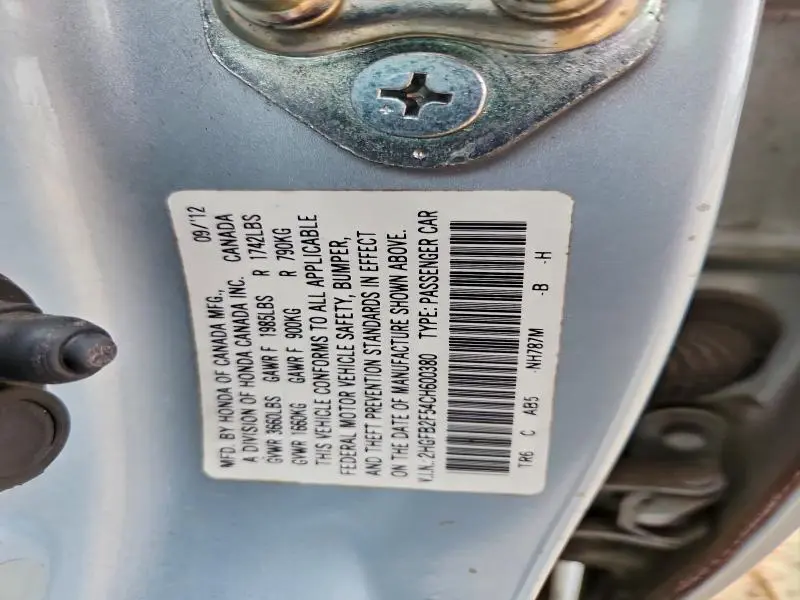 MFD. BY HONDA OF CANADA MFG., 09/'12
A DIVISION OF HONDA CANADA INC. CANADA
GVWR 3660LBS GAWR F 1985LBS R 1742LBS
GVWR 1660KG GAWR F 900KG R 790KG
THIS VEHICLE CONFORMS TO ALL APPLICABLE
FEDERAL MOTOR VEHICLE SAFETY, BUMPER,
AND THEFT PREVENTION STANDARDS IN EFFECT
ON THE DATE OF MANUFACTURE SHOWN ABOVE.
V.I.N.: 2HGFB2F54CH600380 TYPE: PASSENGER CAR
TR6 C AB5 -NH787M -B -H